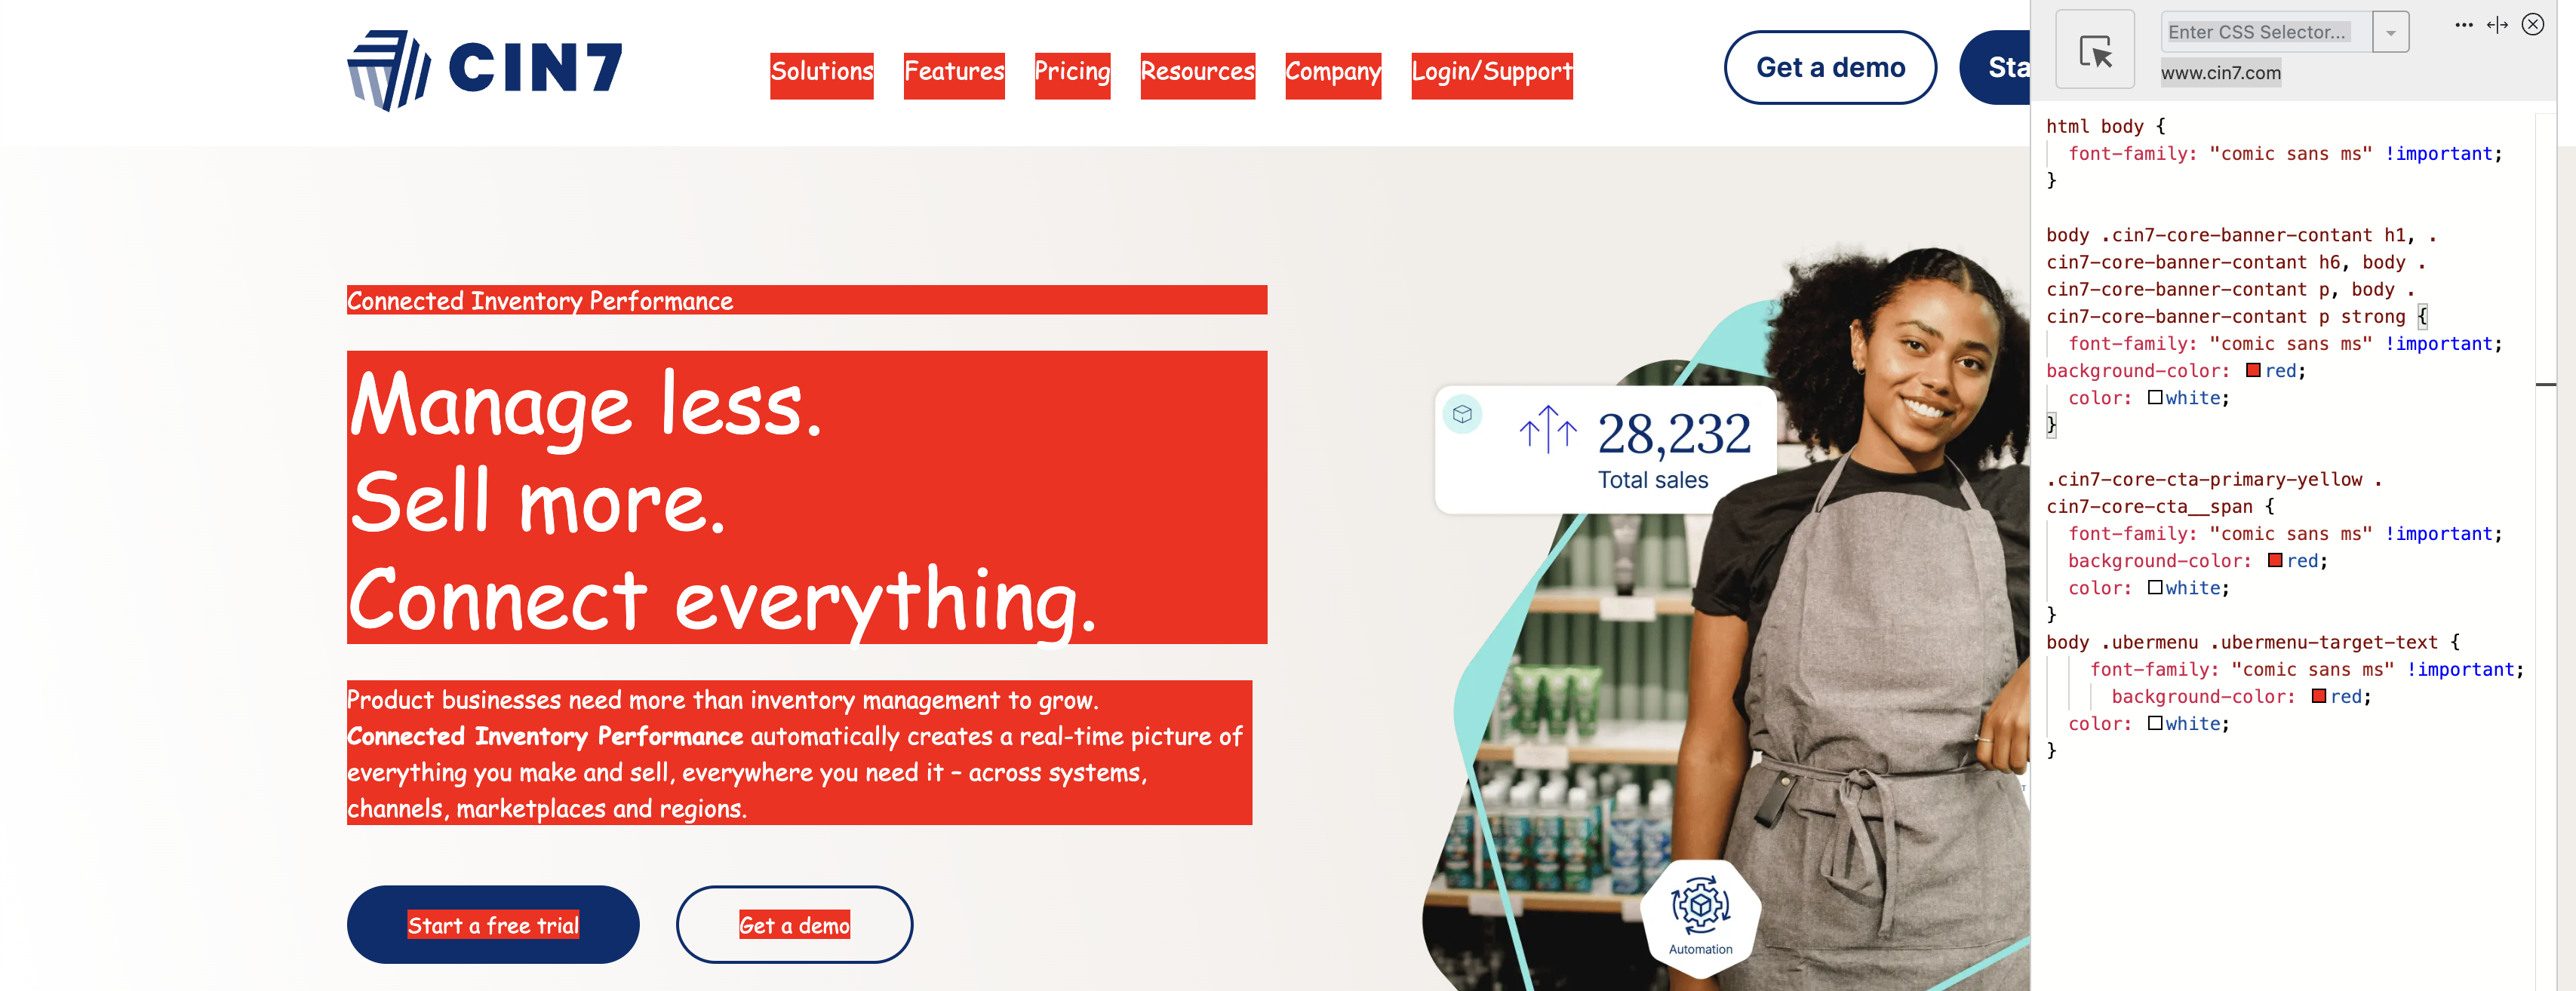 CIN7
Solutions Features Pricing Resources Company Login/Support
Get a demo
Sta
Connected Inventory Performance
Manage less.
Sell more.
Connect everything.
Product businesses need more than inventory management to grow.
Connected Inventory Performance automatically creates a real-time picture of
everything you make and sell, everywhere you need it – across systems,
channels, marketplaces and regions.
Start a free trial
Get a demo
28,232
Total sales
Automation
Enter CSS Selector...
www.cin7.com
html body {
font-family: "comic sans ms" !important;
}
body .cin7-core-banner-contant h1, .
cin7-core-banner-contant h6, body .
cin7-core-banner-contant p, body .
cin7-core-banner-contant p strong {
font-family: "comic sans ms" !important;
background-color: red;
color: white;
}
.cin7-core-cta-primary-yellow .
cin7-core-cta__span {
font-family: "comic sans ms" !important;
background-color: red;
color: white;
}
body .ubermenu .ubermenu-target-text {
font-family: "comic sans ms" !important;
background-color: red;
color: white;
}